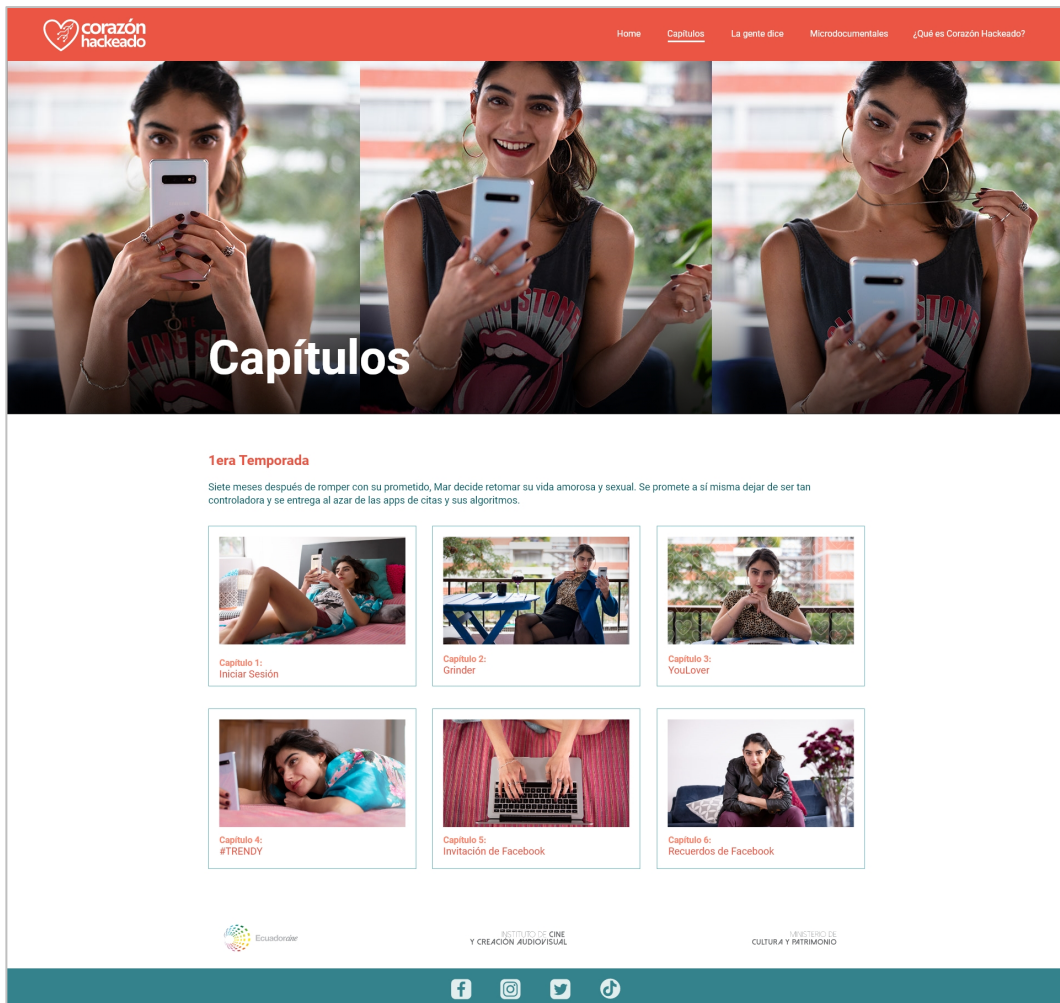 corazón
hackeado
Home Capítulos La gente dice Microdocumentales ¿Qué es Corazón Hackeado?
Capítulos
1era Temporada
Siete meses después de romper con su prometido, Mar decide retomar su vida amorosa y sexual. Se promete a sí misma dejar de ser tan
controladora y se entrega al azar de las apps de citas y sus algoritmos.
Capítulo 1:
Iniciar Sesión
Capítulo 2:
Grinder
Capítulo 3:
YouLover
Capítulo 4:
#TRENDY
Capítulo 5:
Invitación de Facebook
Capítulo 6:
Recuerdos de Facebook
INSTITUTO DE CINE
Y CREACIÓN AUDIOVISUAL
MINISTERIO DE
CULTURA Y PATRIMONIO